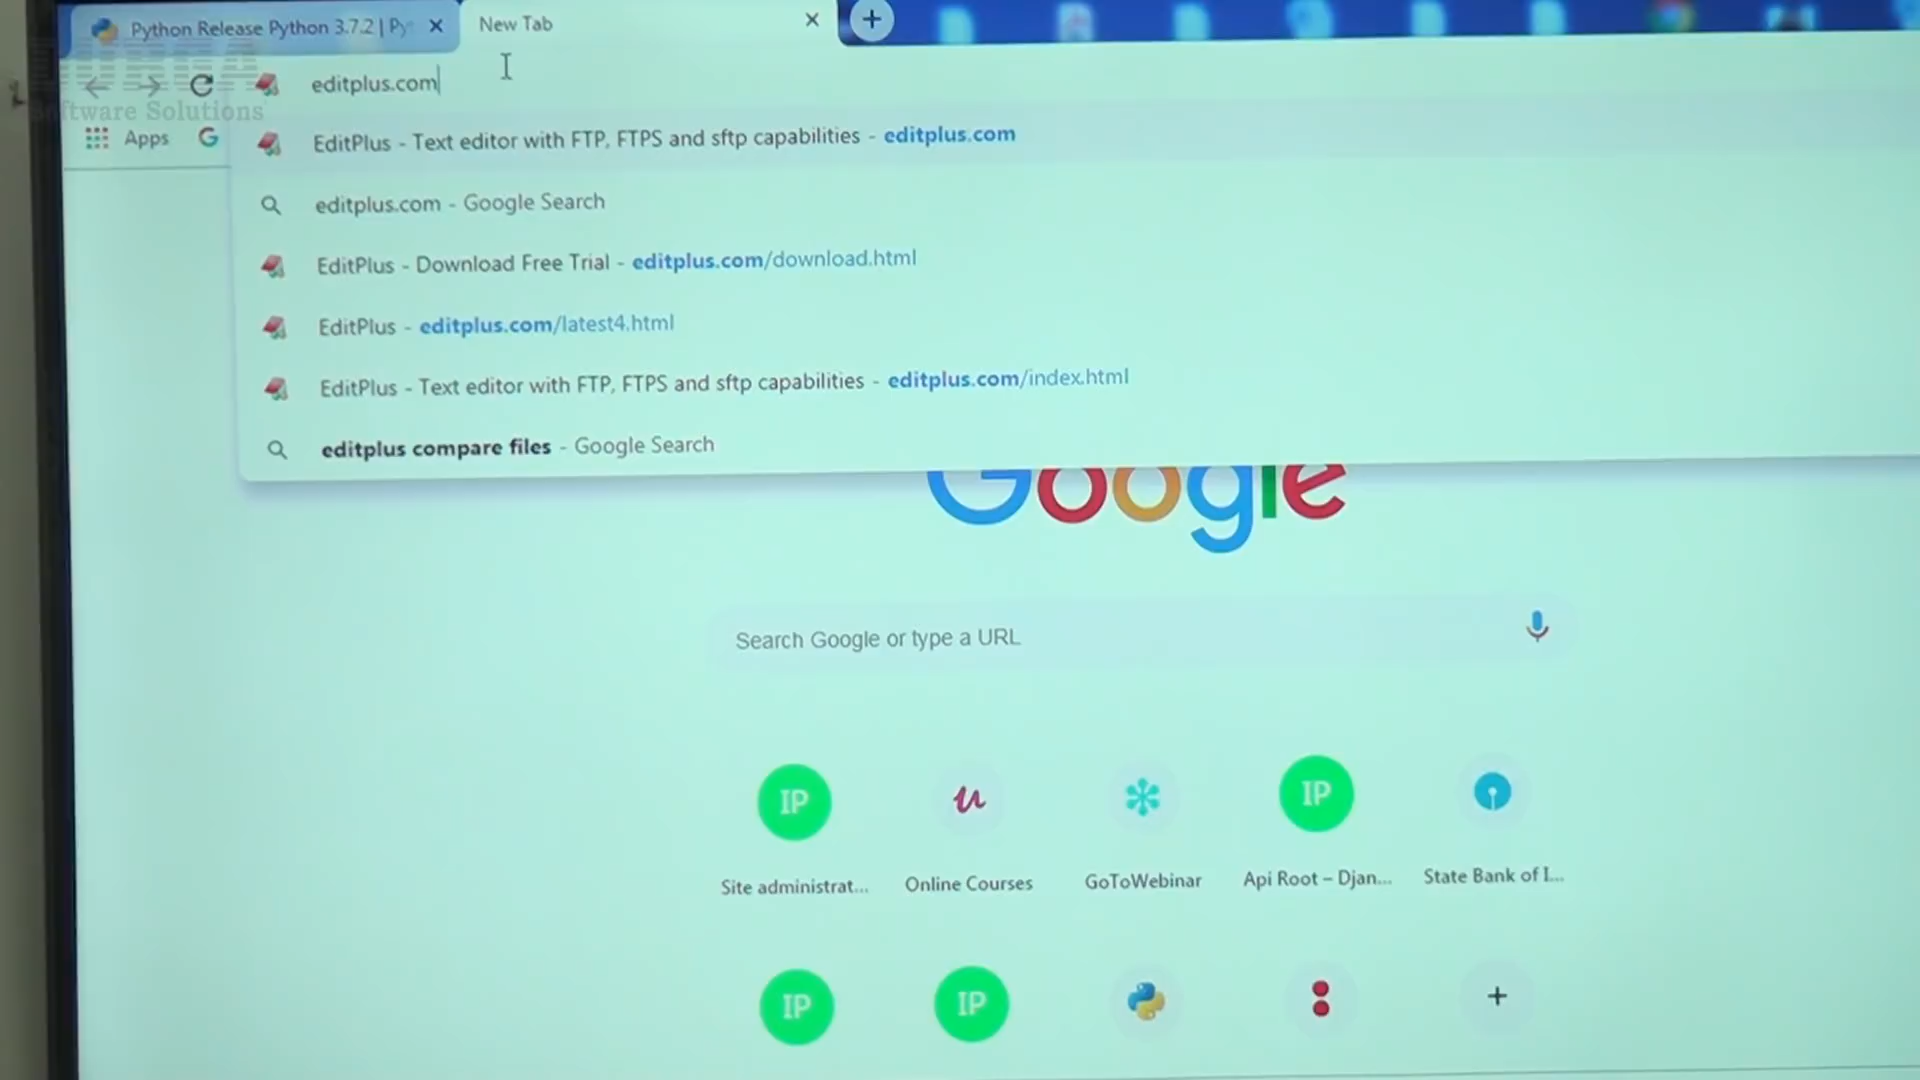 Python Release Python 3.7.2 | Py
New Tab
editplus.com
Software Solutions
Apps
EditPlus - Text editor with FTP, FTPS and sftp capabilities - editplus.com
editplus.com - Google Search
EditPlus - Download Free Trial - editplus.com/download.html
EditPlus - editplus.com/latest4.html
EditPlus - Text editor with FTP, FTPS and sftp capabilities - editplus.com/index.html
editplus compare files - Google Search
Google
Search Google or type a URL
IP
IP
Site administrat...
Online Courses
GoToWebinar
Api Root – Djan...
State Bank of I...
IP
IP